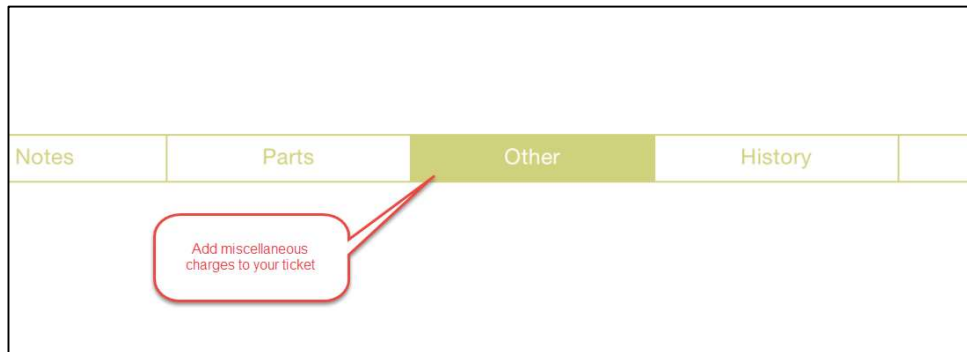 Notes Parts Other History
Add miscellaneous
charges to your ticket